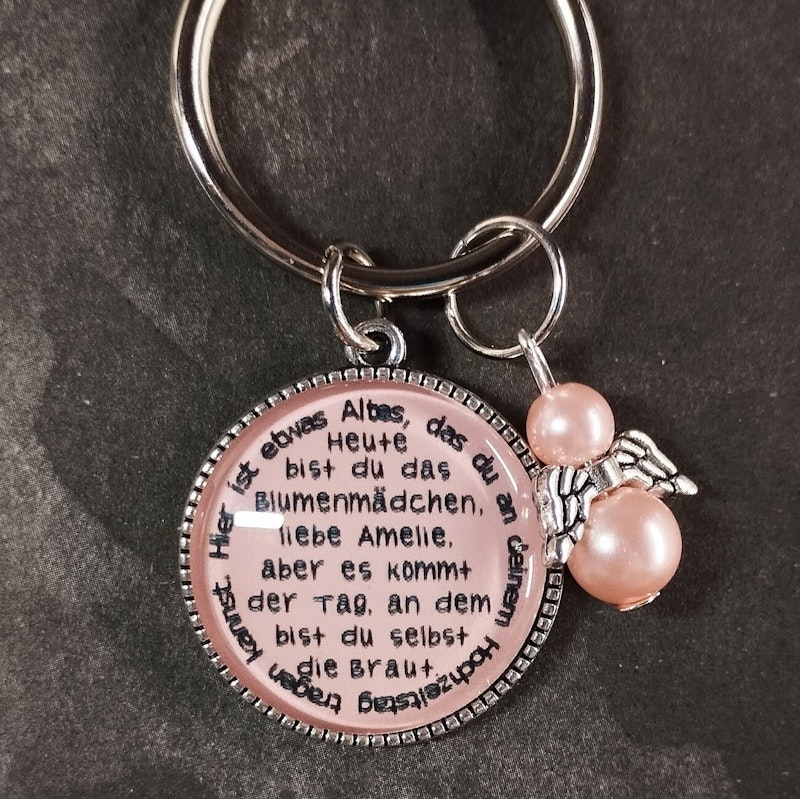 Heute
bist du das
Blumenmädchen,
liebe Amelie,
aber es kommt
der Tag, an dem
bist du selbst
die Braut.
Hier ist etwas Altes, das du an deinem Hochzeitstag tragen kannst.